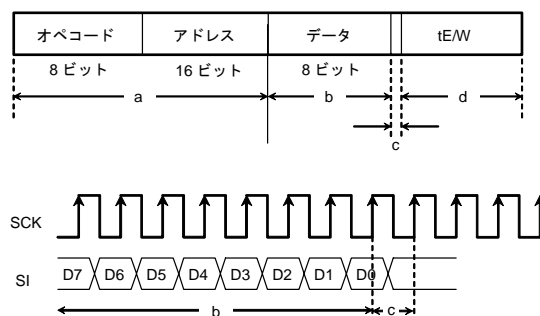 オペコード アドレス データ tE/W
8 ビット 16 ビット 8 ビット
a b d
c
SCK
SI D7 D6 D5 D4 D3 D2 D1 D0
b c